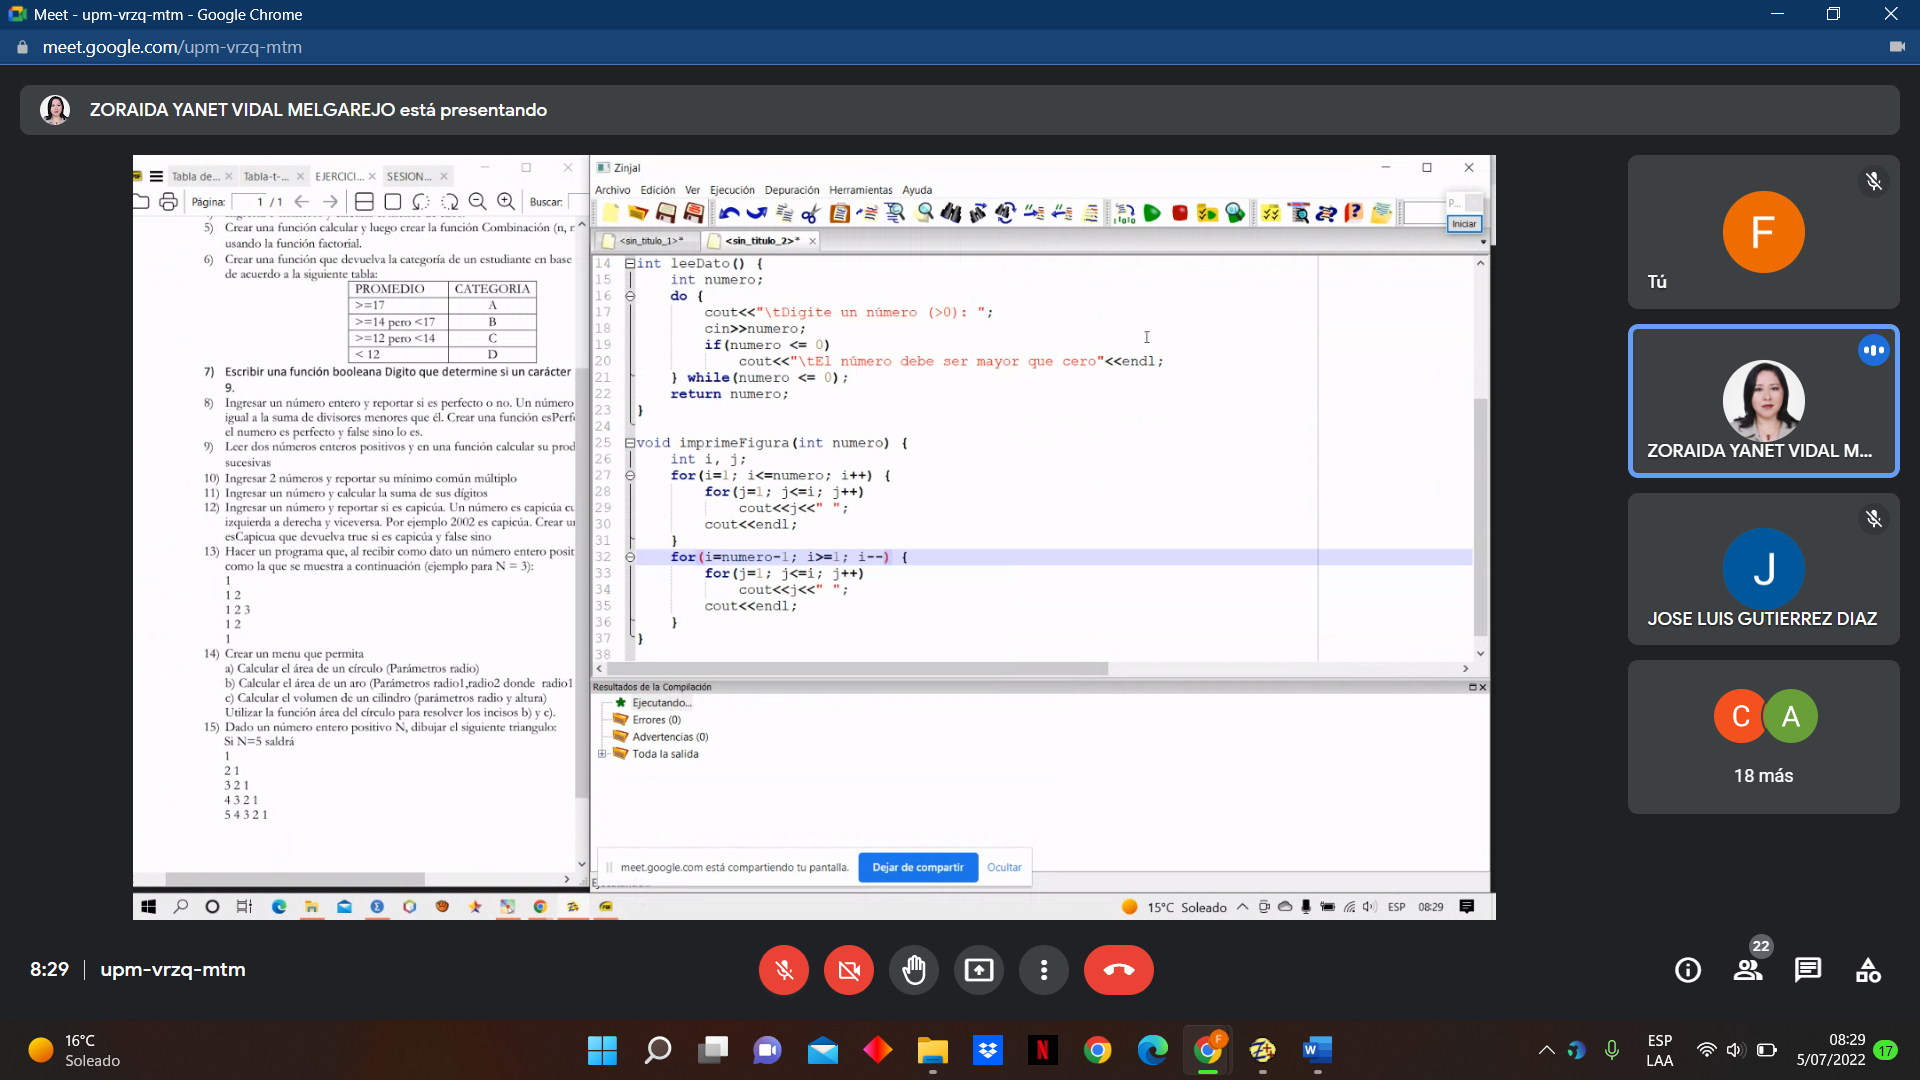 Meet - upm-vrzq-mtm - Google Chrome
meet.google.com/upm-vrzq-mtm
ZORAIDA YANET VIDAL MELGAREJO está presentando
Tabla de...
Tabla-t-...
EJERCICI...
SESION...
Página:
1 / 1
Buscar:
5) Crear una función calcular y luego crear la función Combinación (n, r
usando la función factorial.
6) Crear una función que devuelva la categoría de un estudiante en base
de acuerdo a la siguiente tabla:
PROMEDIO CATEGORIA
>=17 A
>=14 pero <17 B
>=12 pero <14 C
< 12 D
7) Escribir una función booleana Digito que determine si un carácter
9.
8) Ingresar un número entero y reportar si es perfecto o no. Un número
igual a la suma de divisores menores que él. Crear una función esPerf
el numero es perfecto y false sino lo es.
9) Leer dos números enteros positivos y en una función calcular su prod
sucesivas
10) Ingresar 2 números y reportar su mínimo común múltiplo
11) Ingresar un número y calcular la suma de sus dígitos
12) Ingresar un número y reportar si es capicúa. Un número es capicúa cu
izquierda a derecha y viceversa. Por ejemplo 2002 es capicúa. Crear u
esCapicua que devuelva true si es capicúa y false sino
13) Hacer un programa que, al recibir como dato un número entero posit
como la que se muestra a continuación (ejemplo para N = 3):
1
1 2
1 2 3
1 2
1
14) Crear un menu que permita
a) Calcular el área de un círculo (Parámetros radio)
b) Calcular el área de un aro (Parámetros radio1,radio2 donde radio1
c) Calcular el volumen de un cilindro (parámetros radio y altura)
Utilizar la función área del círculo para resolver los incisos b) y c).
15) Dado un número entero positivo N, dibujar el siguiente triangulo:
Si N=5 saldrá
1
2 1
3 2 1
4 3 2 1
5 4 3 2 1
ZinjaI
Archivo Edición Ver Ejecución Depuración Herramientas Ayuda
P...
Iniciar
<sin_titulo_1>*
<sin_titulo_2>*
14 int leeDato() {
15 int numero;
16 do {
17 cout<<"\tDigite un número (>0): ";
18 cin>>numero;
19 if(numero <= 0)
20 cout<<"\tEl número debe ser mayor que cero"<<endl;
21 } while(numero <= 0);
22 return numero;
23 }
24
25 void imprimeFigura(int numero) {
26 int i, j;
27 for(i=1; i<=numero; i++) {
28 for(j=1; j<=i; j++)
29 cout<<j<<" ";
30 cout<<endl;
31 }
32 for(i=numero-1; i>=1; i--) {
33 for(j=1; j<=i; j++)
34 cout<<j<<" ";
35 cout<<endl;
36 }
37 }
38
Resultados de la Compilación
Ejecutando...
Errores (0)
Advertencias (0)
Toda la salida
meet.google.com está compartiendo tu pantalla.
Dejar de compartir
Ocultar
15°C Soleado
ESP
08:29
F
Tú
ZORAIDA YANET VIDAL M...
J
JOSE LUIS GUTIERREZ DIAZ
C
A
18 más
8:29
upm-vrzq-mtm
22
16°C
Soleado
ESP
LAA
08:29
5/07/2022
17